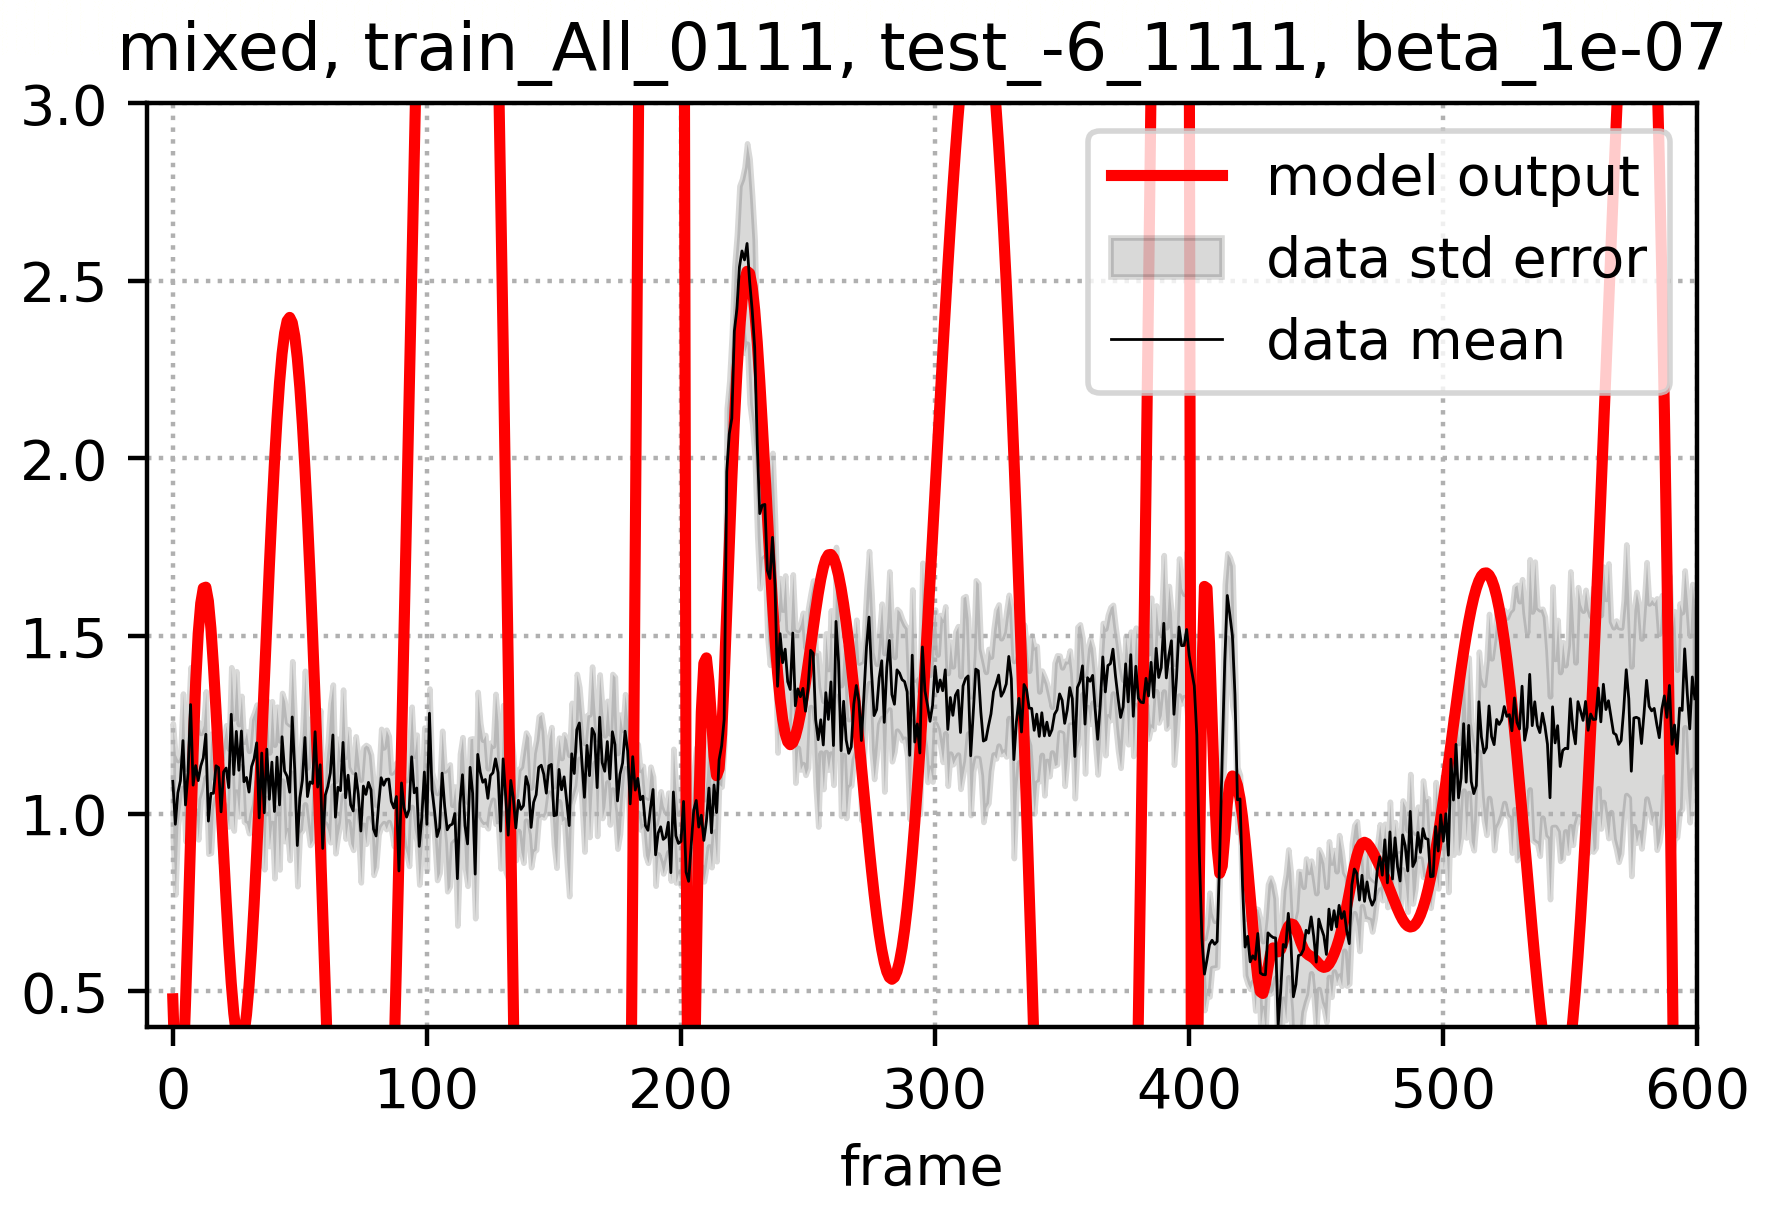 mixed, train_All_0111, test_-6_1111, beta_1e-07
3.0
2.5
2.0
1.5
1.0
0.5
model output
data std error
data mean
0 100 200 300 400 500 600
frame